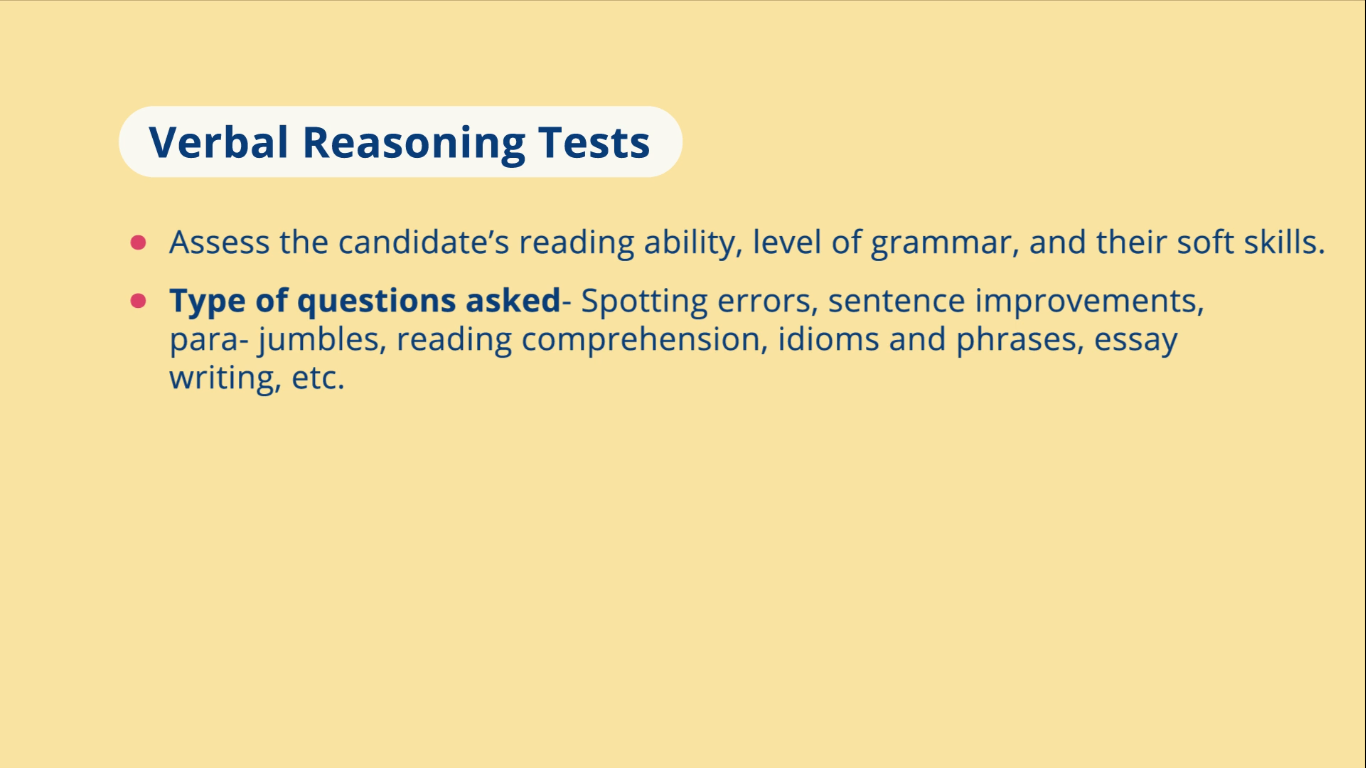 Verbal Reasoning Tests
Assess the candidate’s reading ability, level of grammar, and their soft skills.
Type of questions asked- Spotting errors, sentence improvements,
para- jumbles, reading comprehension, idioms and phrases, essay
writing, etc.